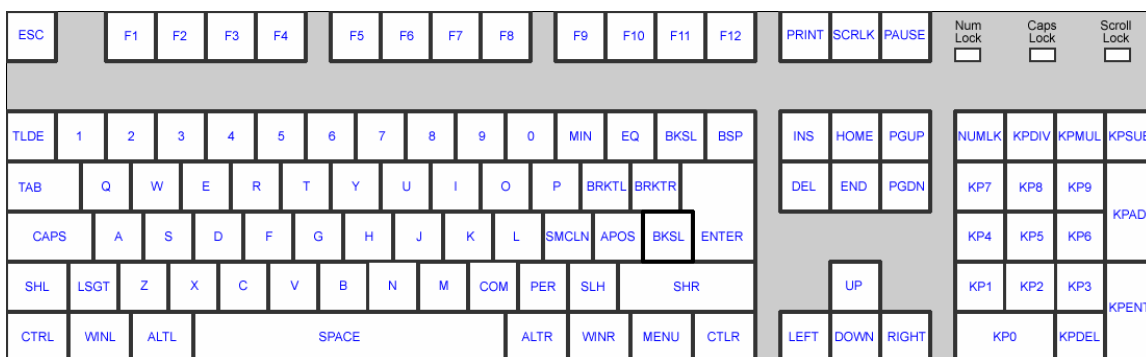 ESC F1 F2 F3 F4 F5 F6 F7 F8 F9 F10 F11 F12 PRINT SCRLK PAUSE Num Lock Caps Lock Scroll Lock
TLDE 1 2 3 4 5 6 7 8 9 0 MIN EQ BKSL BSP INS HOME PGUP NUMLK KPDIV KPMUL KPSUB
TAB Q W E R T Y U I O P BRKTL BRKTR DEL END PGDN KP7 KP8 KP9 KPAD
CAPS A S D F G H J K L SMCLN APOS BKSL ENTER KP4 KP5 KP6
SHL LSGT Z X C V B N M COM PER SLH SHR UP KP1 KP2 KP3 KPENT
CTRL WINL ALTL SPACE ALTR WINR MENU CTLR LEFT DOWN RIGHT KP0 KPDEL